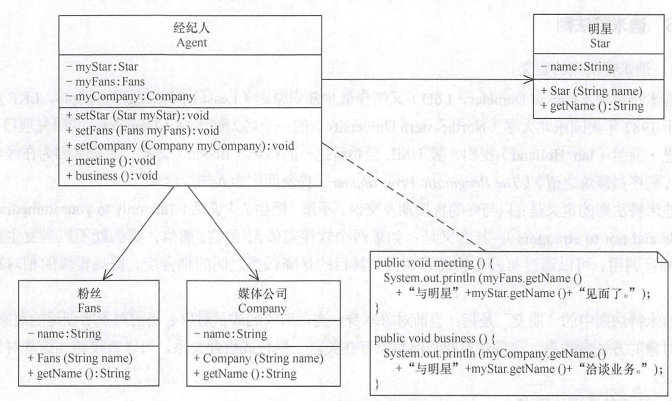 经纪人
Agent
- myStar:Star
- myFans:Fans
- myCompany:Company
+ setStar (Star myStar):void
+ setFans (Fans myFans):void
+ setCompany (Company myCompany):void
+ meeting ():void
+ business ():void
明星
Star
- name:String
+ Star (String name)
+ getName ():String
粉丝
Fans
- name:String
+ Fans (String name)
+ getName ():String
媒体公司
Company
- name:String
+ Company (String name)
+ getName ():String
public void meeting () {
System.out.println (myFans.getName ()
+ “与明星”+myStar.getName ()+“见面了。”);
}
public void business () {
System.out.println (myCompany.getName ()
+ “与明星”+myStar.getName ()+“洽谈业务。”);
}